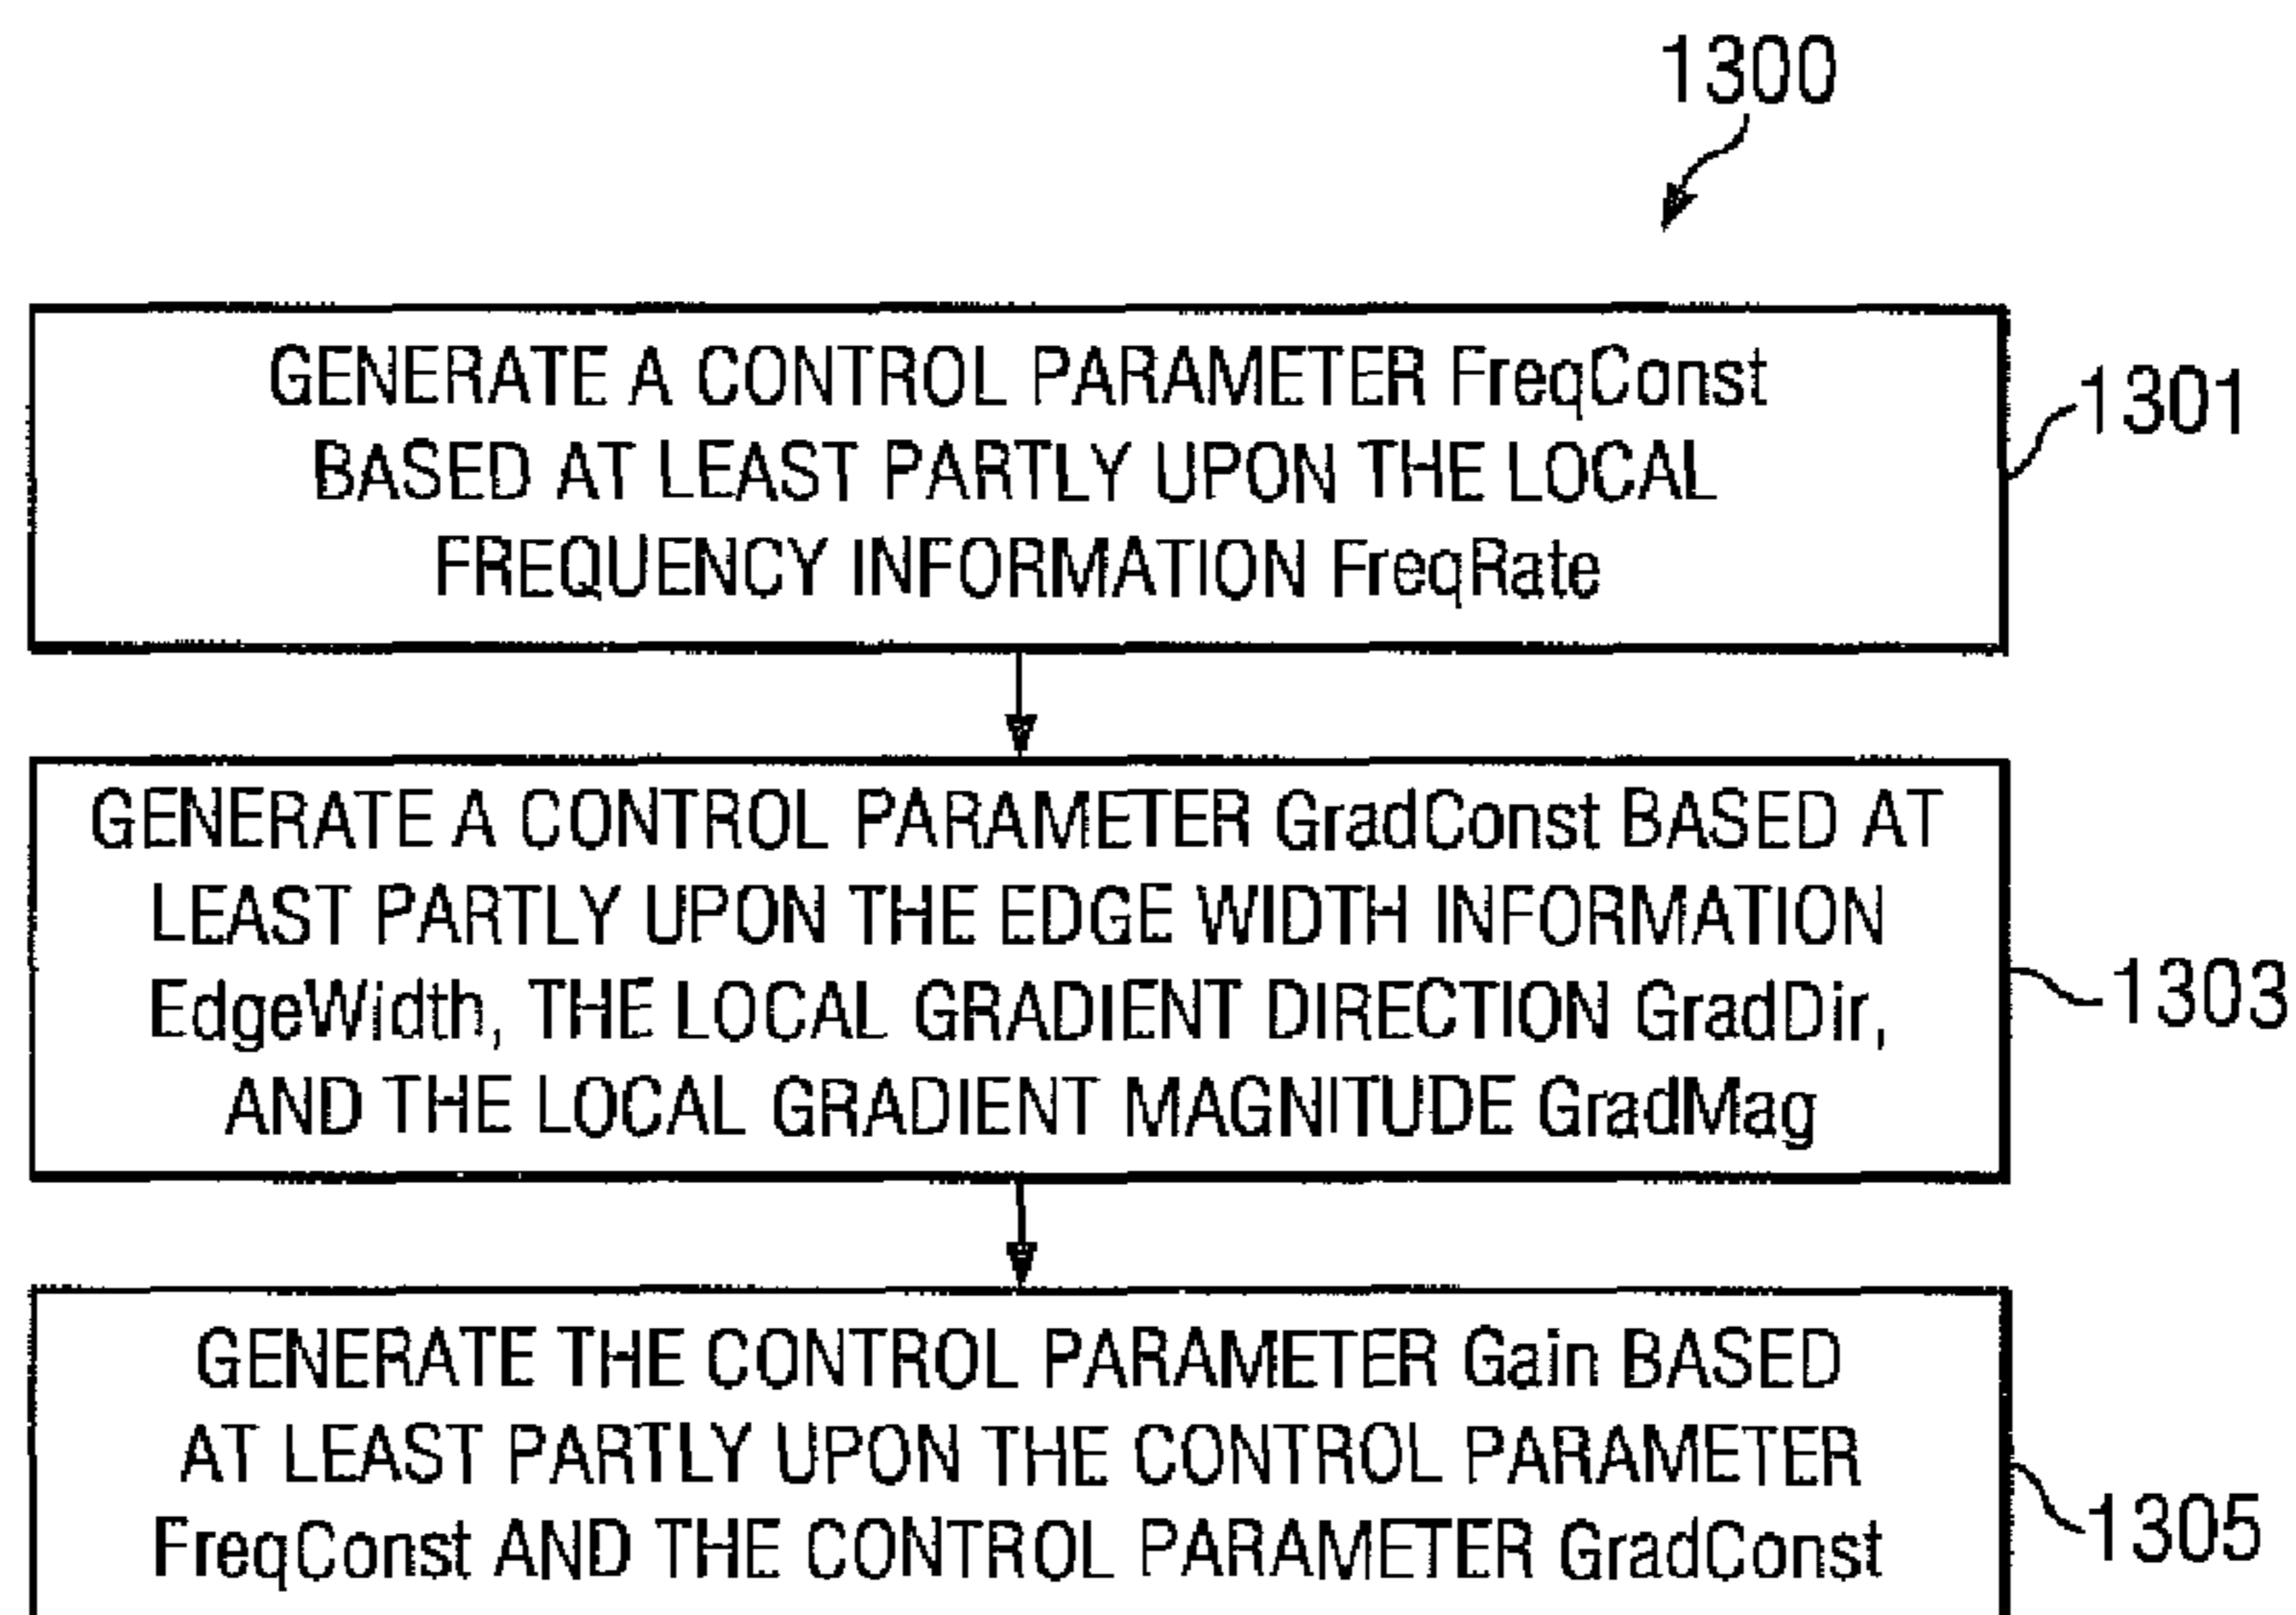 1300
GENERATE A CONTROL PARAMETER FreqConst
BASED AT LEAST PARTLY UPON THE LOCAL
FREQUENCY INFORMATION FreqRate
1301
GENERATE A CONTROL PARAMETER GradConst BASED AT
LEAST PARTLY UPON THE EDGE WIDTH INFORMATION
EdgeWidth, THE LOCAL GRADIENT DIRECTION GradDir,
AND THE LOCAL GRADIENT MAGNITUDE GradMag
1303
GENERATE THE CONTROL PARAMETER Gain BASED
AT LEAST PARTLY UPON THE CONTROL PARAMETER
FreqConst AND THE CONTROL PARAMETER GradConst
1305